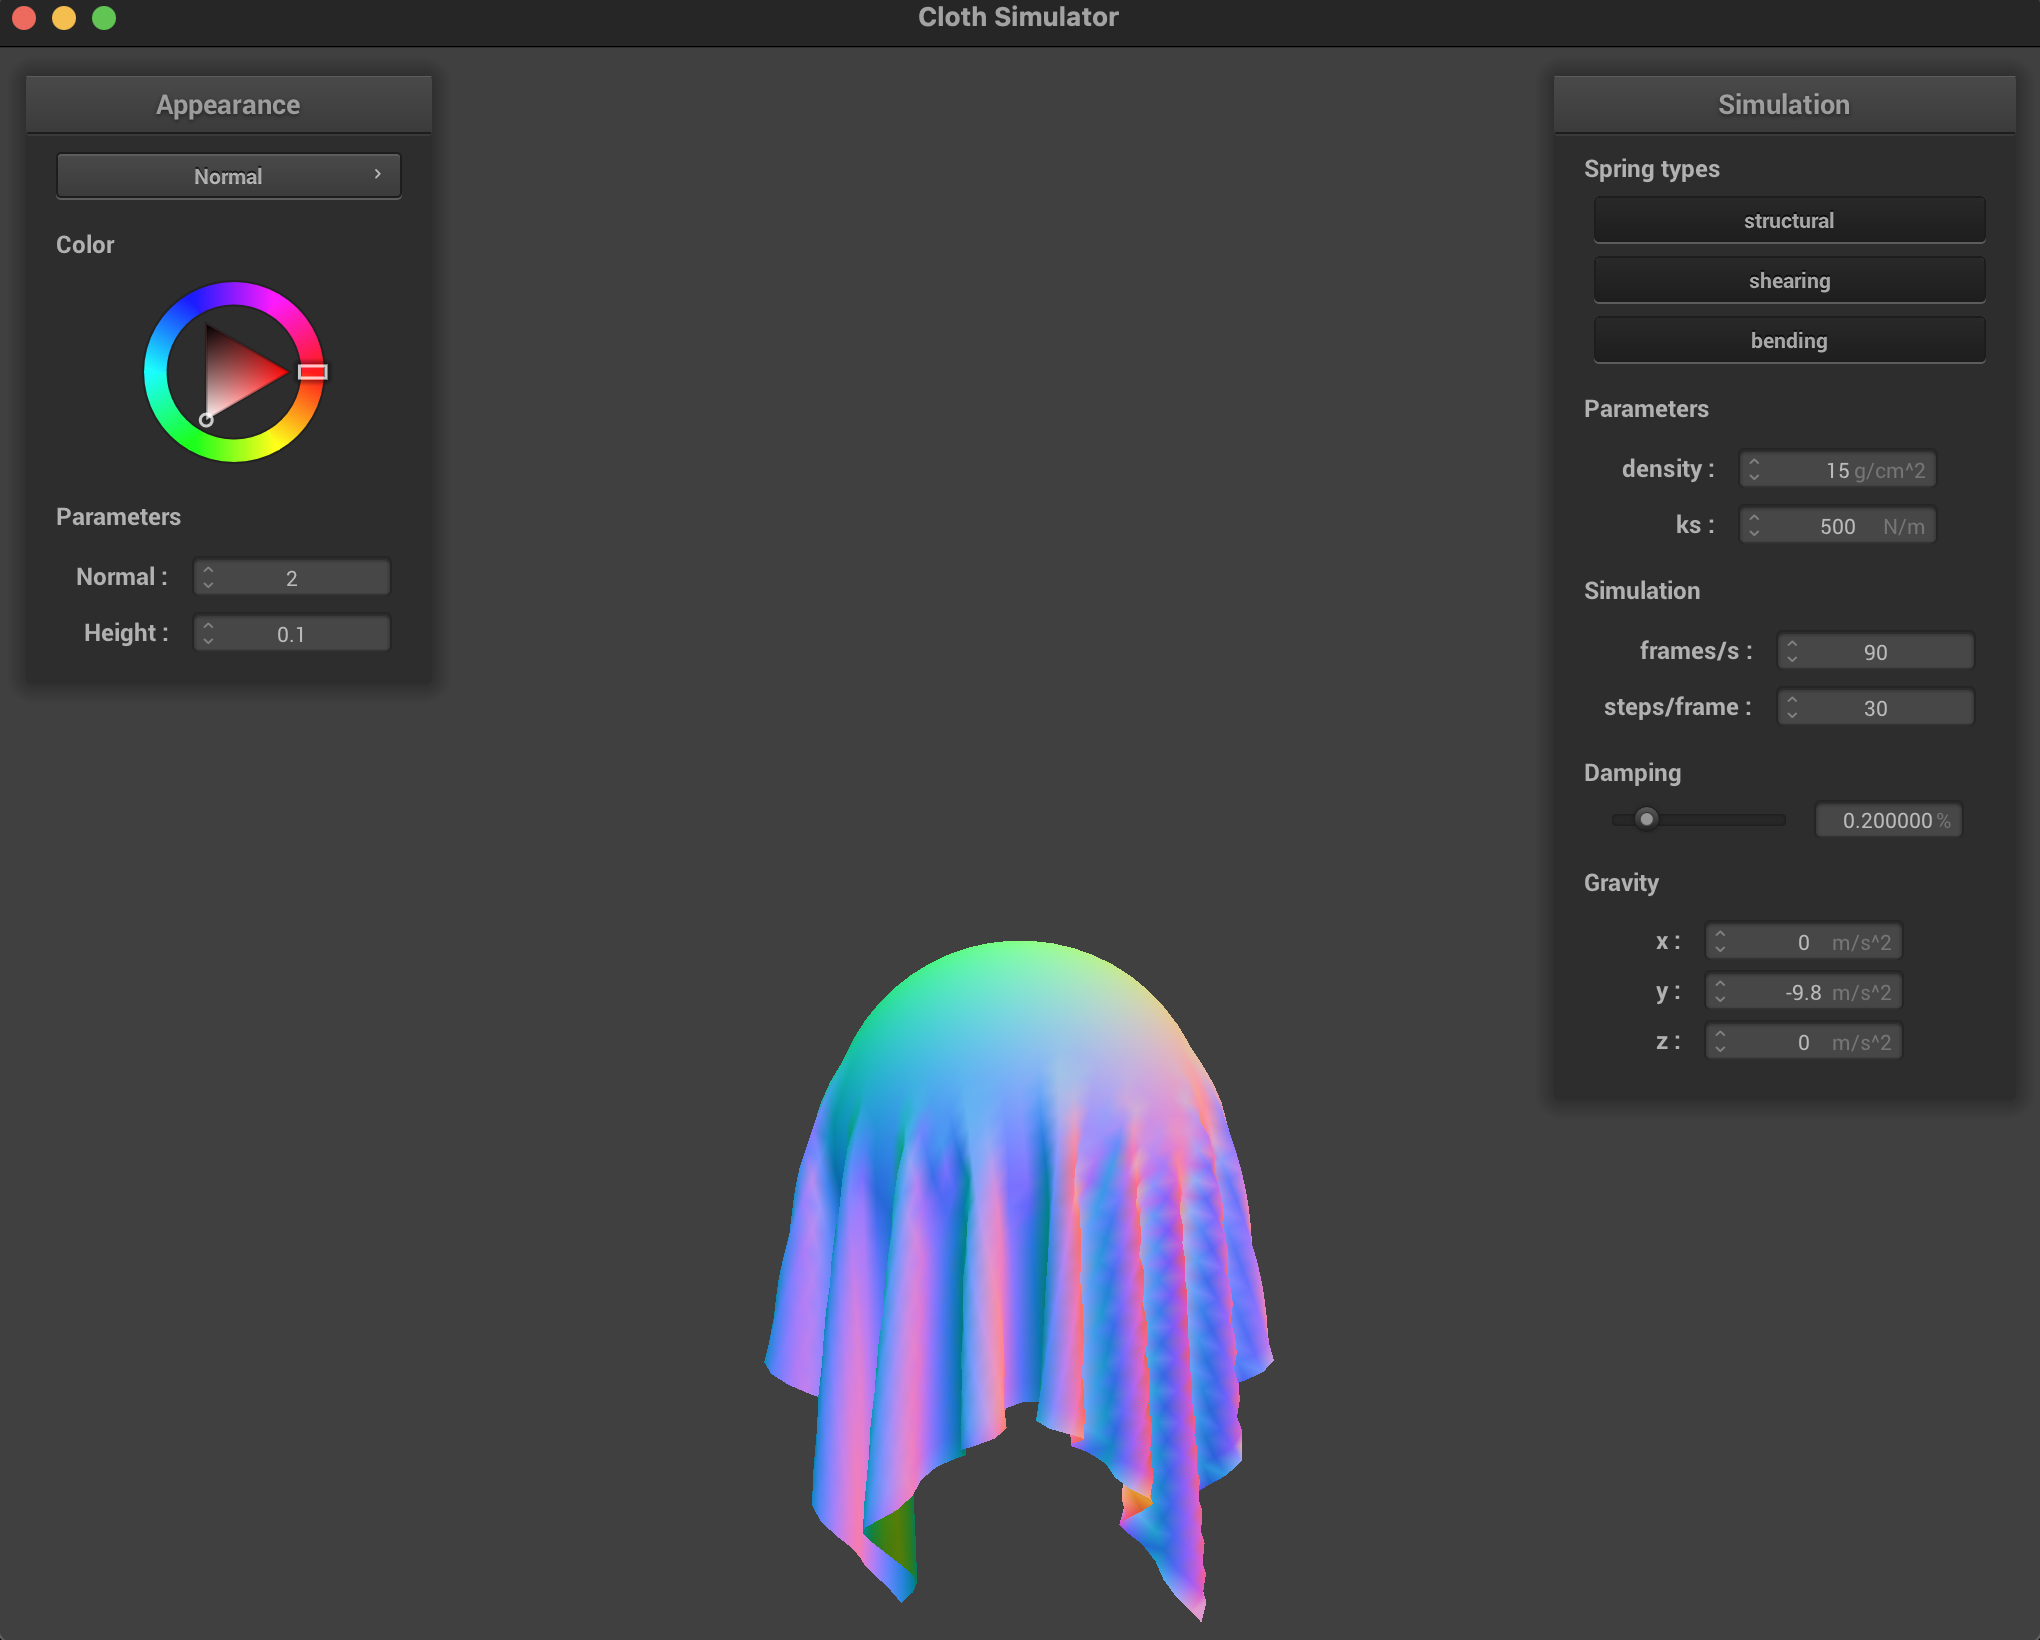 Cloth Simulator
Appearance
Normal
Color
Parameters
Normal : 2
Height : 0.1
Simulation
Spring types
structural
shearing
bending
Parameters
density : 15 g/cm^2
ks : 500 N/m
Simulation
frames/s : 90
steps/frame : 30
Damping
0.200000 %
Gravity
x : 0 m/s^2
y : -9.8 m/s^2
z : 0 m/s^2